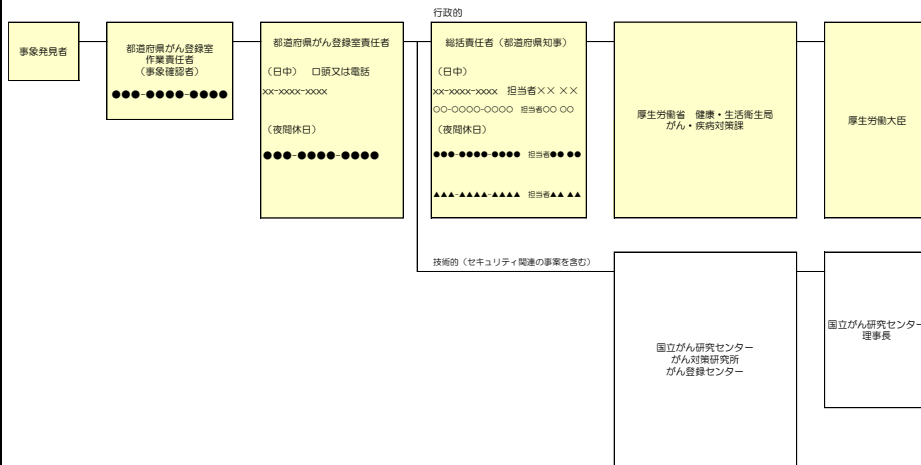 行政的
事象発見者
都道府県がん登録室
作業責任者
（事象確認者）
●●●-●●●●-●●●●
都道府県がん登録室責任者
（日中）　口頭又は電話
xx-xxxx-xxxx
（夜間休日）
●●●-●●●●-●●●●
総括責任者（都道府県知事）
（日中）
xx-xxxx-xxxx　担当者×× ××
○○-○○○○-○○○○　担当者○○ ○○
（夜間休日）
●●●-●●●●-●●●●　担当者●● ●●
▲▲▲-▲▲▲▲-▲▲▲▲　担当者▲▲ ▲▲
厚生労働省　健康・生活衛生局
がん・疾病対策課
厚生労働大臣
技術的（セキュリティ関連の事案を含む）
国立がん研究センター
がん対策研究所
がん登録センター
国立がん研究センター
理事長